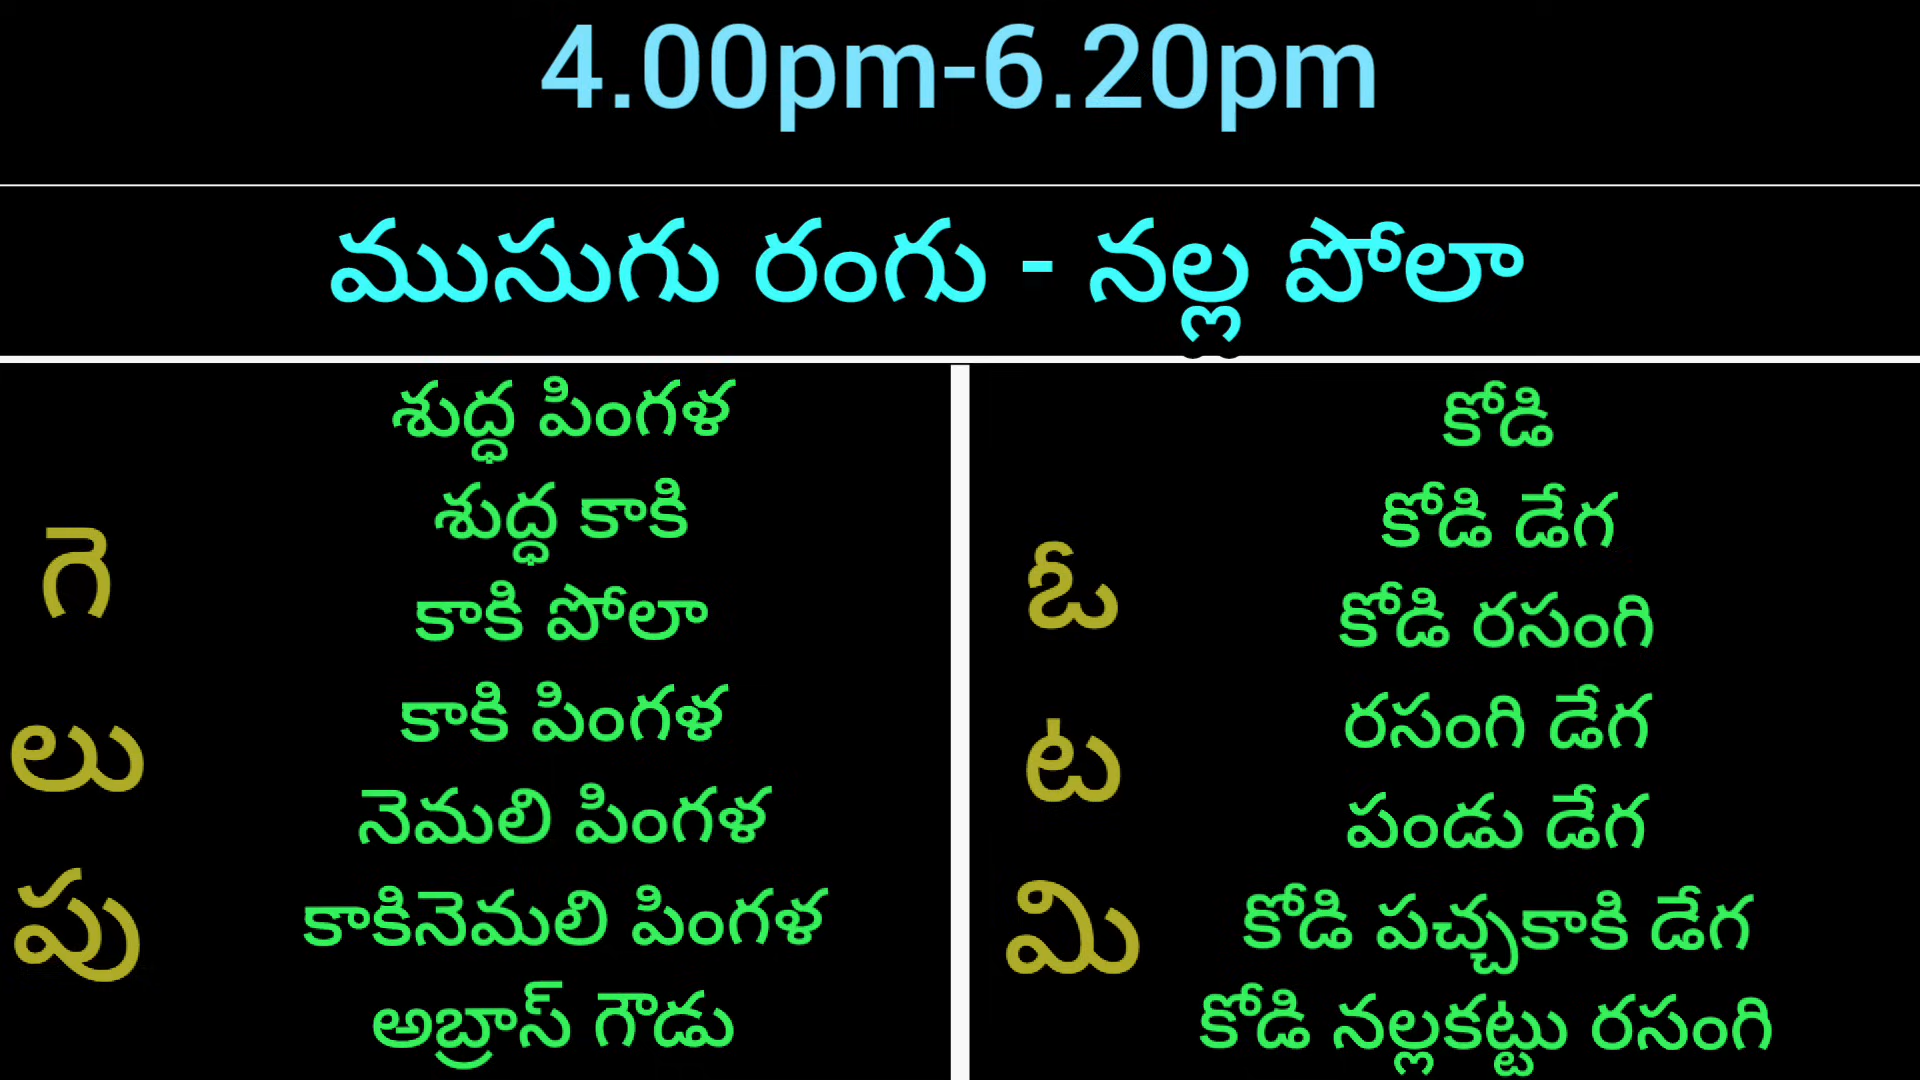 4.00pm-6.20pm
ముసుగు రంగు - నల్ల పోలా
గెలుపు
శుద్ధ పింగళ
శుద్ధ కాకి
కాకి పోలా
కాకి పింగళ
నెమలి పింగళ
కాకినెమలి పింగళ
అబ్రాస్ గౌడు
ఓటమి
కోడి
కోడి డేగ
కోడి రసంగి
రసంగి డేగ
పండు డేగ
కోడి పచ్చకాకి డేగ
కోడి నల్లకట్టు రసంగి